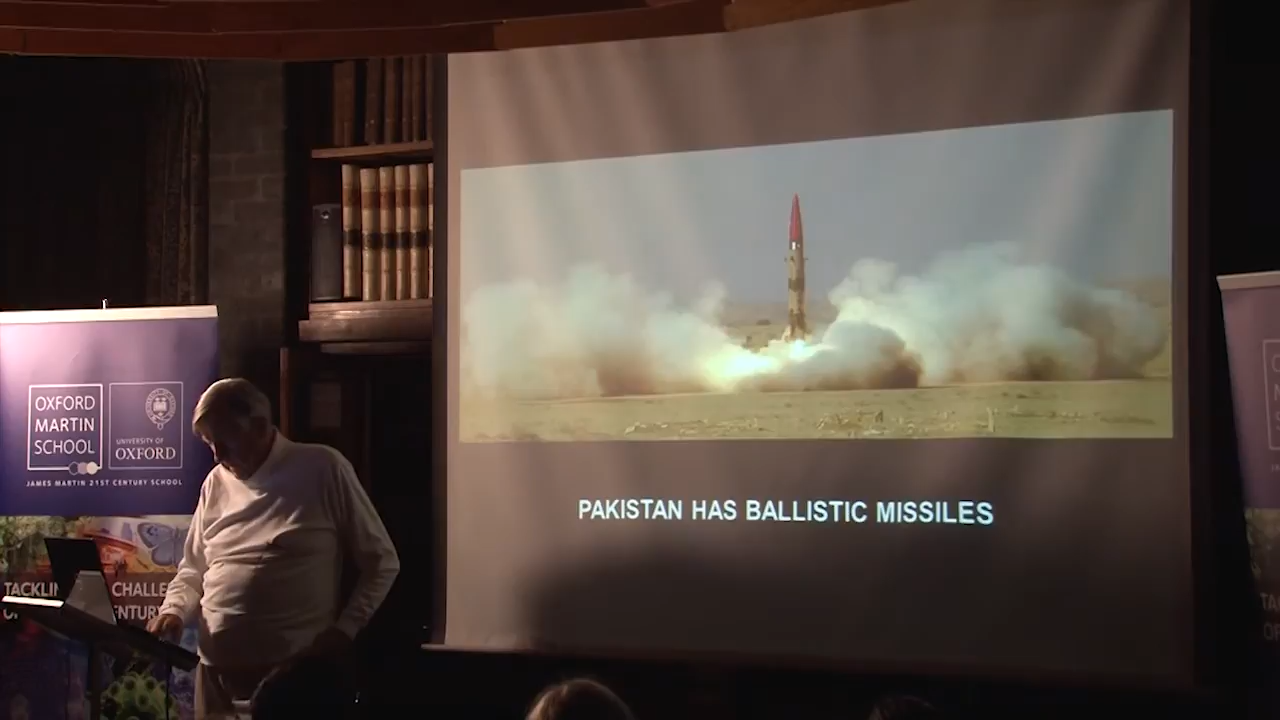 OXFORD
MARTIN
SCHOOL
UNIVERSITY OF
OXFORD
JAMES MARTIN 21ST CENTURY SCHOOL
PAKISTAN HAS BALLISTIC MISSILES